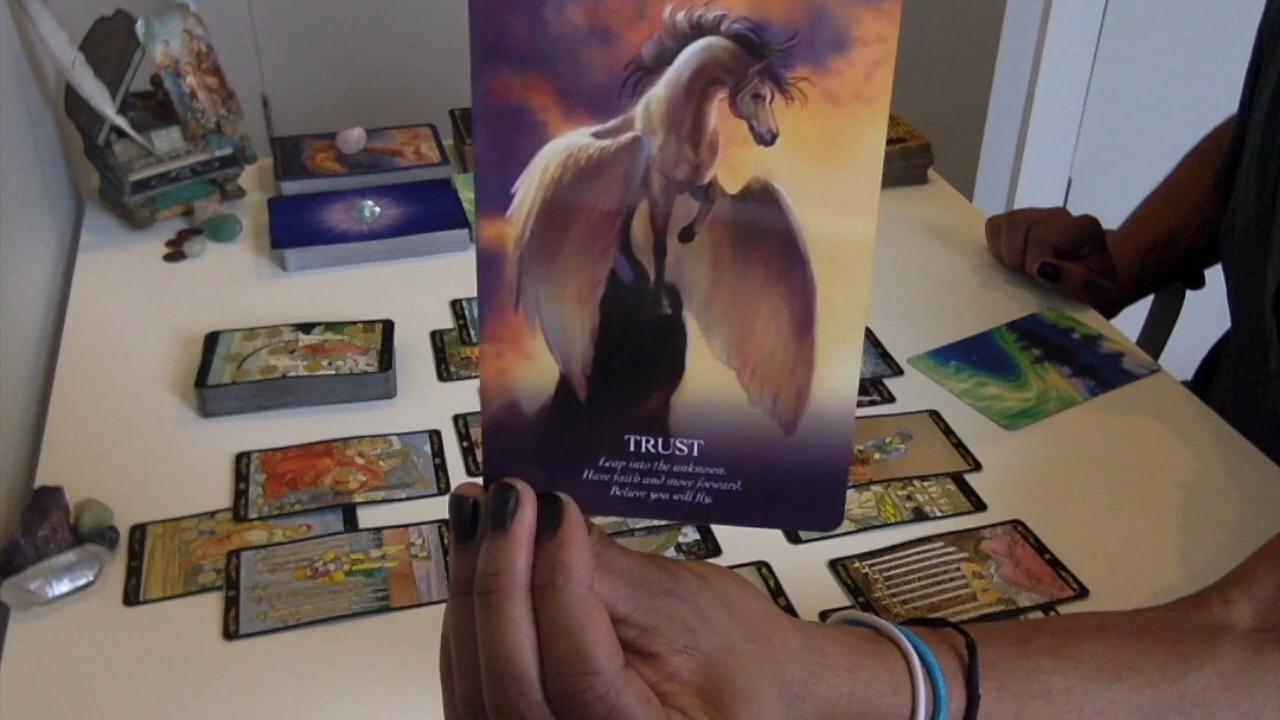 TRUST
Leap into the unknown.
Have faith and move forward.
Believe you will fly.